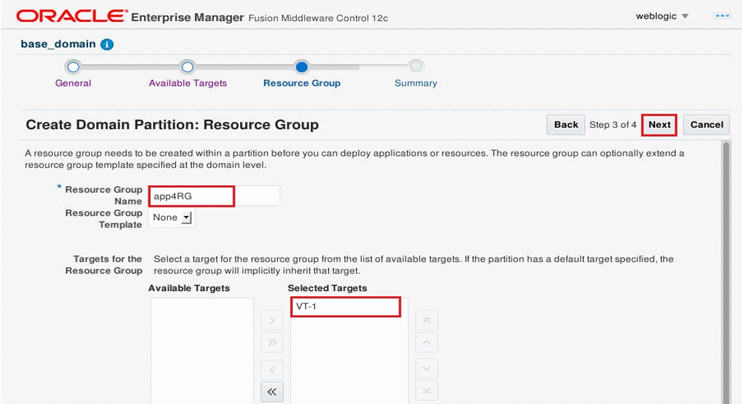 ORACLE® Enterprise Manager Fusion Middleware Control 12c weblogic
base_domain
General Available Targets Resource Group Summary
Create Domain Partition: Resource Group Back Step 3 of 4 Next Cancel
A resource group needs to be created within a partition before you can deploy applications or resources. The resource group can optionally extend a
resource group template specified at the domain level.
* Resource Group
Name app4RG
Resource Group
Template None
Targets for the Select a target for the resource group from the list of available targets. If the partition has a default target specified, the
Resource Group resource group will implicitly inherit that target.
Available Targets Selected Targets
VT-1